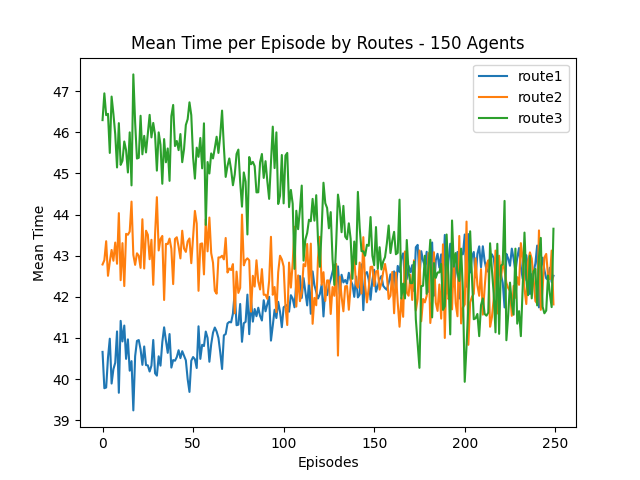 Mean Time per Episode by Routes - 150 Agents
route1
route2
route3
Mean Time
47
46
45
44
43
42
41
40
39
0 50 100 150 200 250
Episodes